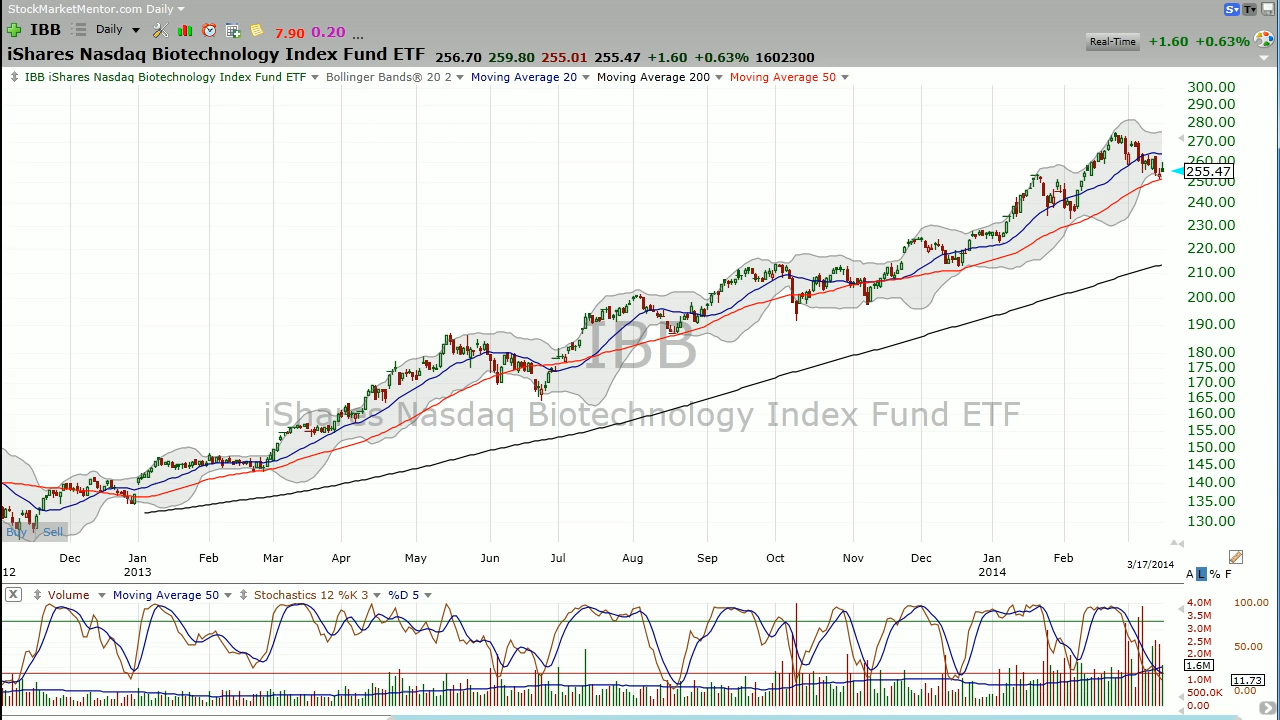 StockMarketMentor.com Daily
S T
IBB Daily 7.90 0.20 ...
Real-Time +1.60 +0.63%
iShares Nasdaq Biotechnology Index Fund ETF 256.70 259.80 255.01 255.47 +1.60 +0.63% 1602300
IBB iShares Nasdaq Biotechnology Index Fund ETF Bollinger Bands® 20 2 Moving Average 20 Moving Average 200 Moving Average 50
300.00
290.00
280.00
270.00
260.00
255.47
250.00
240.00
230.00
220.00
210.00
200.00
190.00
180.00
175.00
170.00
165.00
160.00
155.00
150.00
145.00
140.00
135.00
130.00
IBB
iShares Nasdaq Biotechnology Index Fund ETF
Buy Sell
Dec Jan Feb Mar Apr May Jun Jul Aug Sep Oct Nov Dec Jan Feb
12 2013 2014 3/17/2014
A L % F
X Volume Moving Average 50 Stochastics 12 %K 3 %D 5
4.0M 100.00
3.5M
3.0M
2.5M 50.00
2.0M
1.6M
1.0M 11.73
500.0K 0.00
0.00